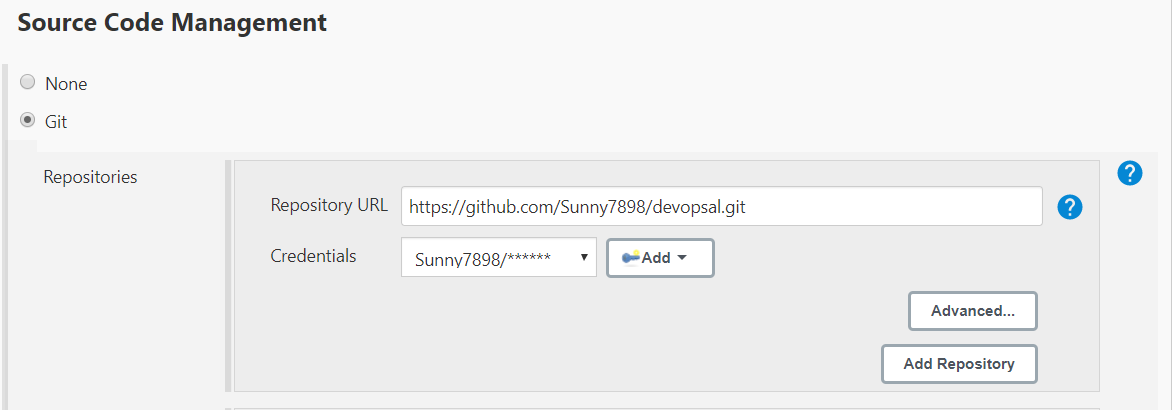 Source Code Management
None
Git
Repositories
Repository URL https://github.com/Sunny7898/devopsal.git ?
?
Credentials Sunny7898/****** Add
Advanced...
Add Repository